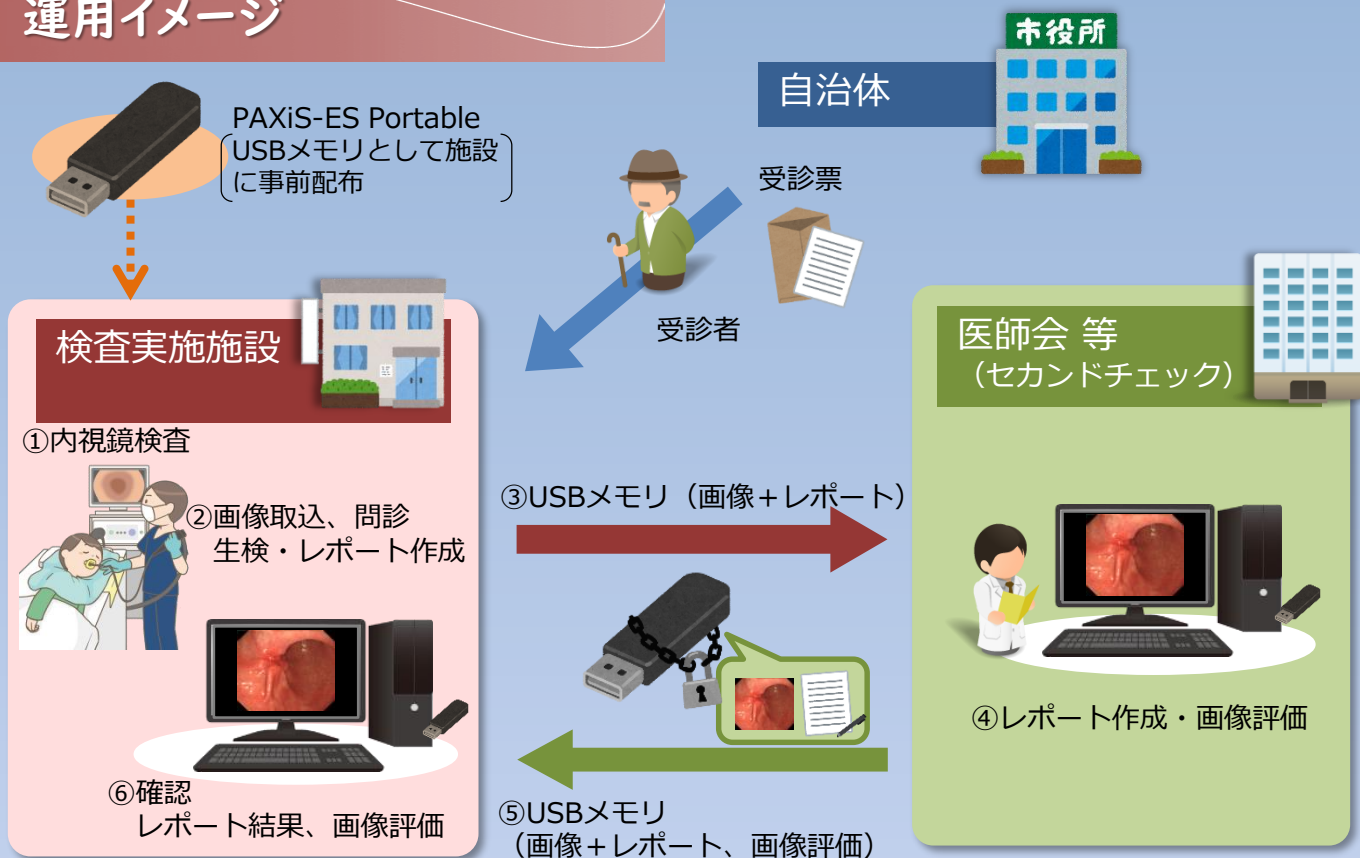 運用イメージ
市役所
自治体
PAXiS-ES Portable
USBメモリとして施設
に事前配布
受診票
受診者
検査実施施設
医師会 等
（セカンドチェック）
①内視鏡検査
②画像取込、問診
生検・レポート作成
③USBメモリ（画像＋レポート）
④レポート作成・画像評価
⑤USBメモリ
（画像＋レポート、画像評価）
⑥確認
レポート結果、画像評価